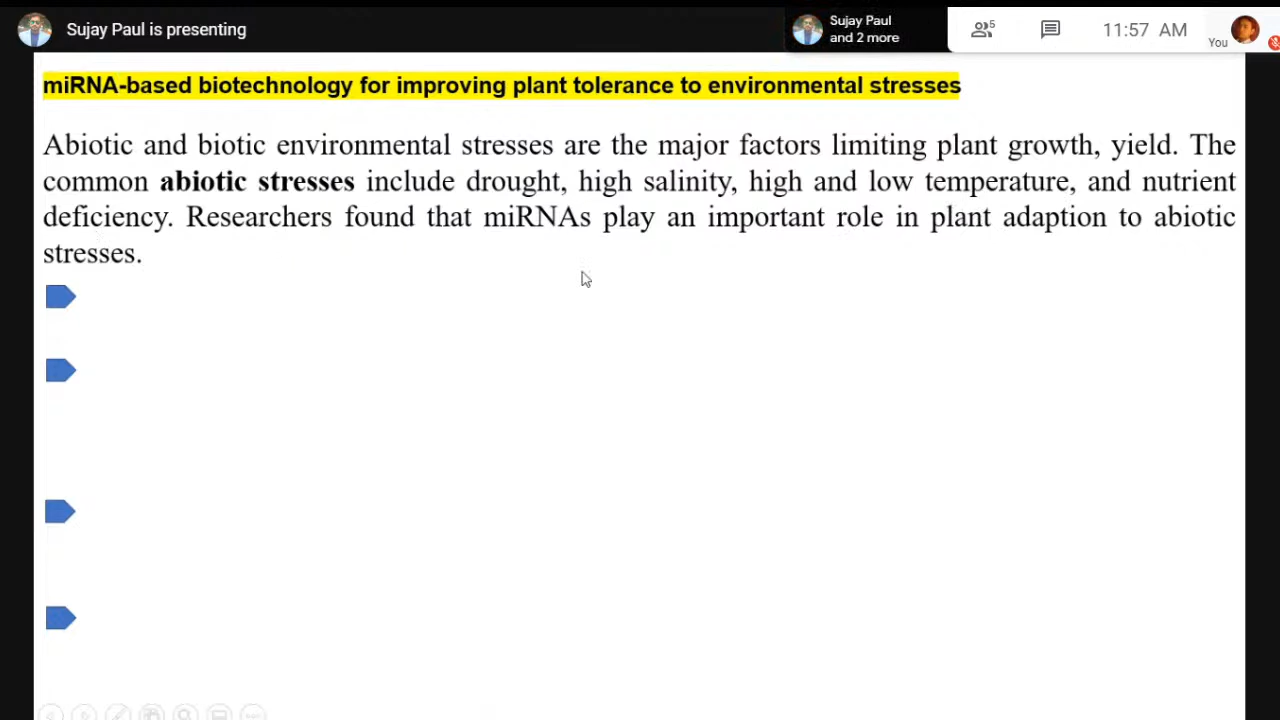 Sujay Paul is presenting
Sujay Paul
and 2 more
5
11:57 AM
You
miRNA-based biotechnology for improving plant tolerance to environmental stresses
Abiotic and biotic environmental stresses are the major factors limiting plant growth, yield. The
common abiotic stresses include drought, high salinity, high and low temperature, and nutrient
deficiency. Researchers found that miRNAs play an important role in plant adaption to abiotic
stresses.